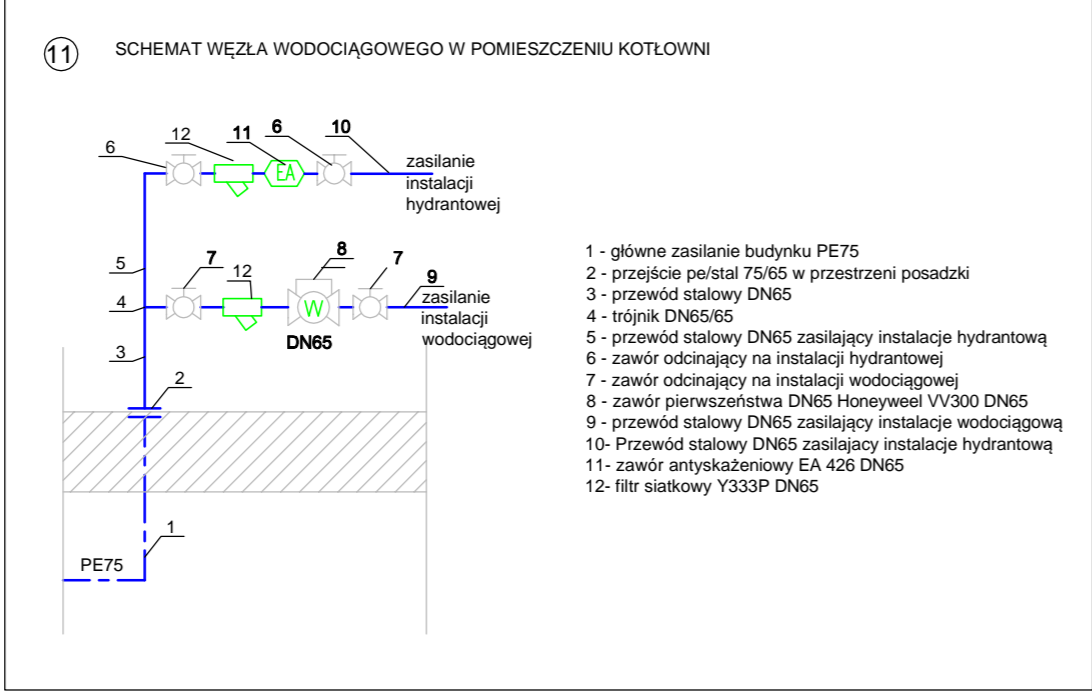 11
SCHEMAT WĘZŁA WODOCIĄGOWEGO W POMIESZCZENIU KOTŁOWNI
6
12
11
6
10
EA
zasilanie
instalacji
hydrantowej
5
7
12
8
7
9
4
W
DN65
zasilanie
instalacji
wodociągowej
3
2
1
PE75
1 - główne zasilanie budynku PE75
2 - przejście pe/stal 75/65 w przestrzeni posadzki
3 - przewód stalowy DN65
4 - trójnik DN65/65
5 - przewód stalowy DN65 zasilający instalacje hydrantową
6 - zawór odcinający na instalacji hydrantowej
7 - zawór odcinający na instalacji wodociągowej
8 - zawór pierwszeństwa DN65 Honeyweel VV300 DN65
9 - przewód stalowy DN65 zasilający instalacje wodociągową
10- Przewód stalowy DN65 zasilajacy instalacje hydrantową
11- zawór antyskażeniowy EA 426 DN65
12- filtr siatkowy Y333P DN65